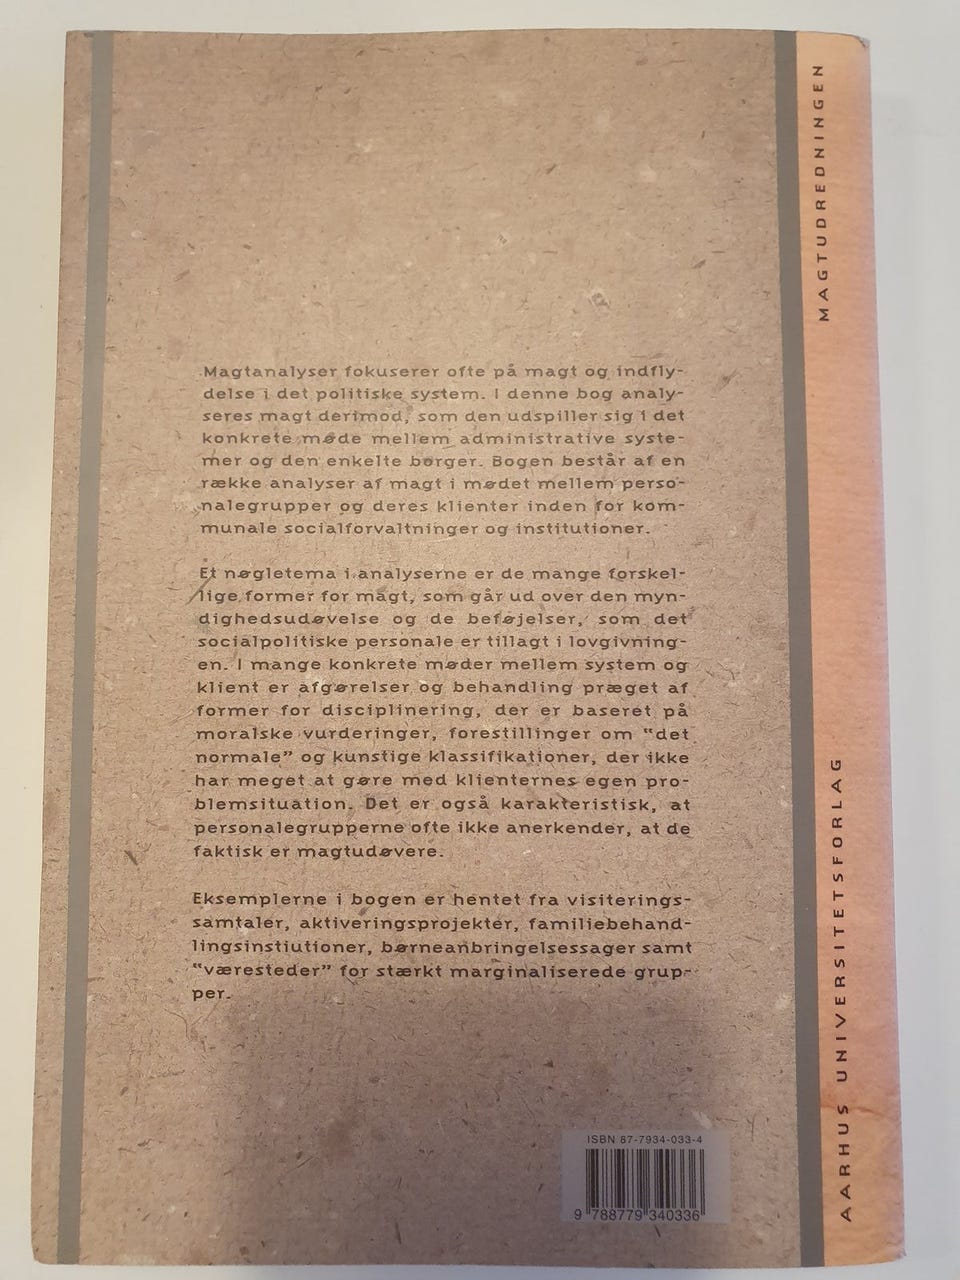 Magtanalyser fokuserer ofte på magt og indfly-
delse i det politiske system. I denne bog analy-
seres magt derimod, som den udspiller sig i det
konkrete møde mellem administrative syste-
mer og den enkelte borger. Bogen består af en
række analyser af magt i mødet mellem perso-
nalegrupper og deres klienter inden for kom-
munale socialforvaltninger og institutioner.
Et nøgletema i analyserne er de mange forskel-
lige former for magt, som går ud over den myn-
dighedsudøvelse og de beføjelser, som det
socialpolitiske personale er tillagt i lovgivning-
en. I mange konkrete møder mellem system og
klient er afgørelser og behandling præget af
former for disciplinering, der er baseret på
moralske vurderinger, forestillinger om "det
normale" og kunstige klassifikationer, der ikke
har meget at gøre med klienternes egen pro-
blemsituation. Det er også karakteristisk, at
personalegrupperne ofte ikke anerkender, at de
faktisk er magtudøvere.
Eksemplerne i bogen er hentet fra visiterings-
samtaler, aktiveringsprojekter, familiebehand-
lingsinstiutioner, børneanbringelsessager samt
"væresteder" for stærkt marginaliserede grup-
per.
ISBN 87-7934-033-4
9 788779 340336
MAGTUDREDNINGEN
AARHUS UNIVERSITETSFORLAG